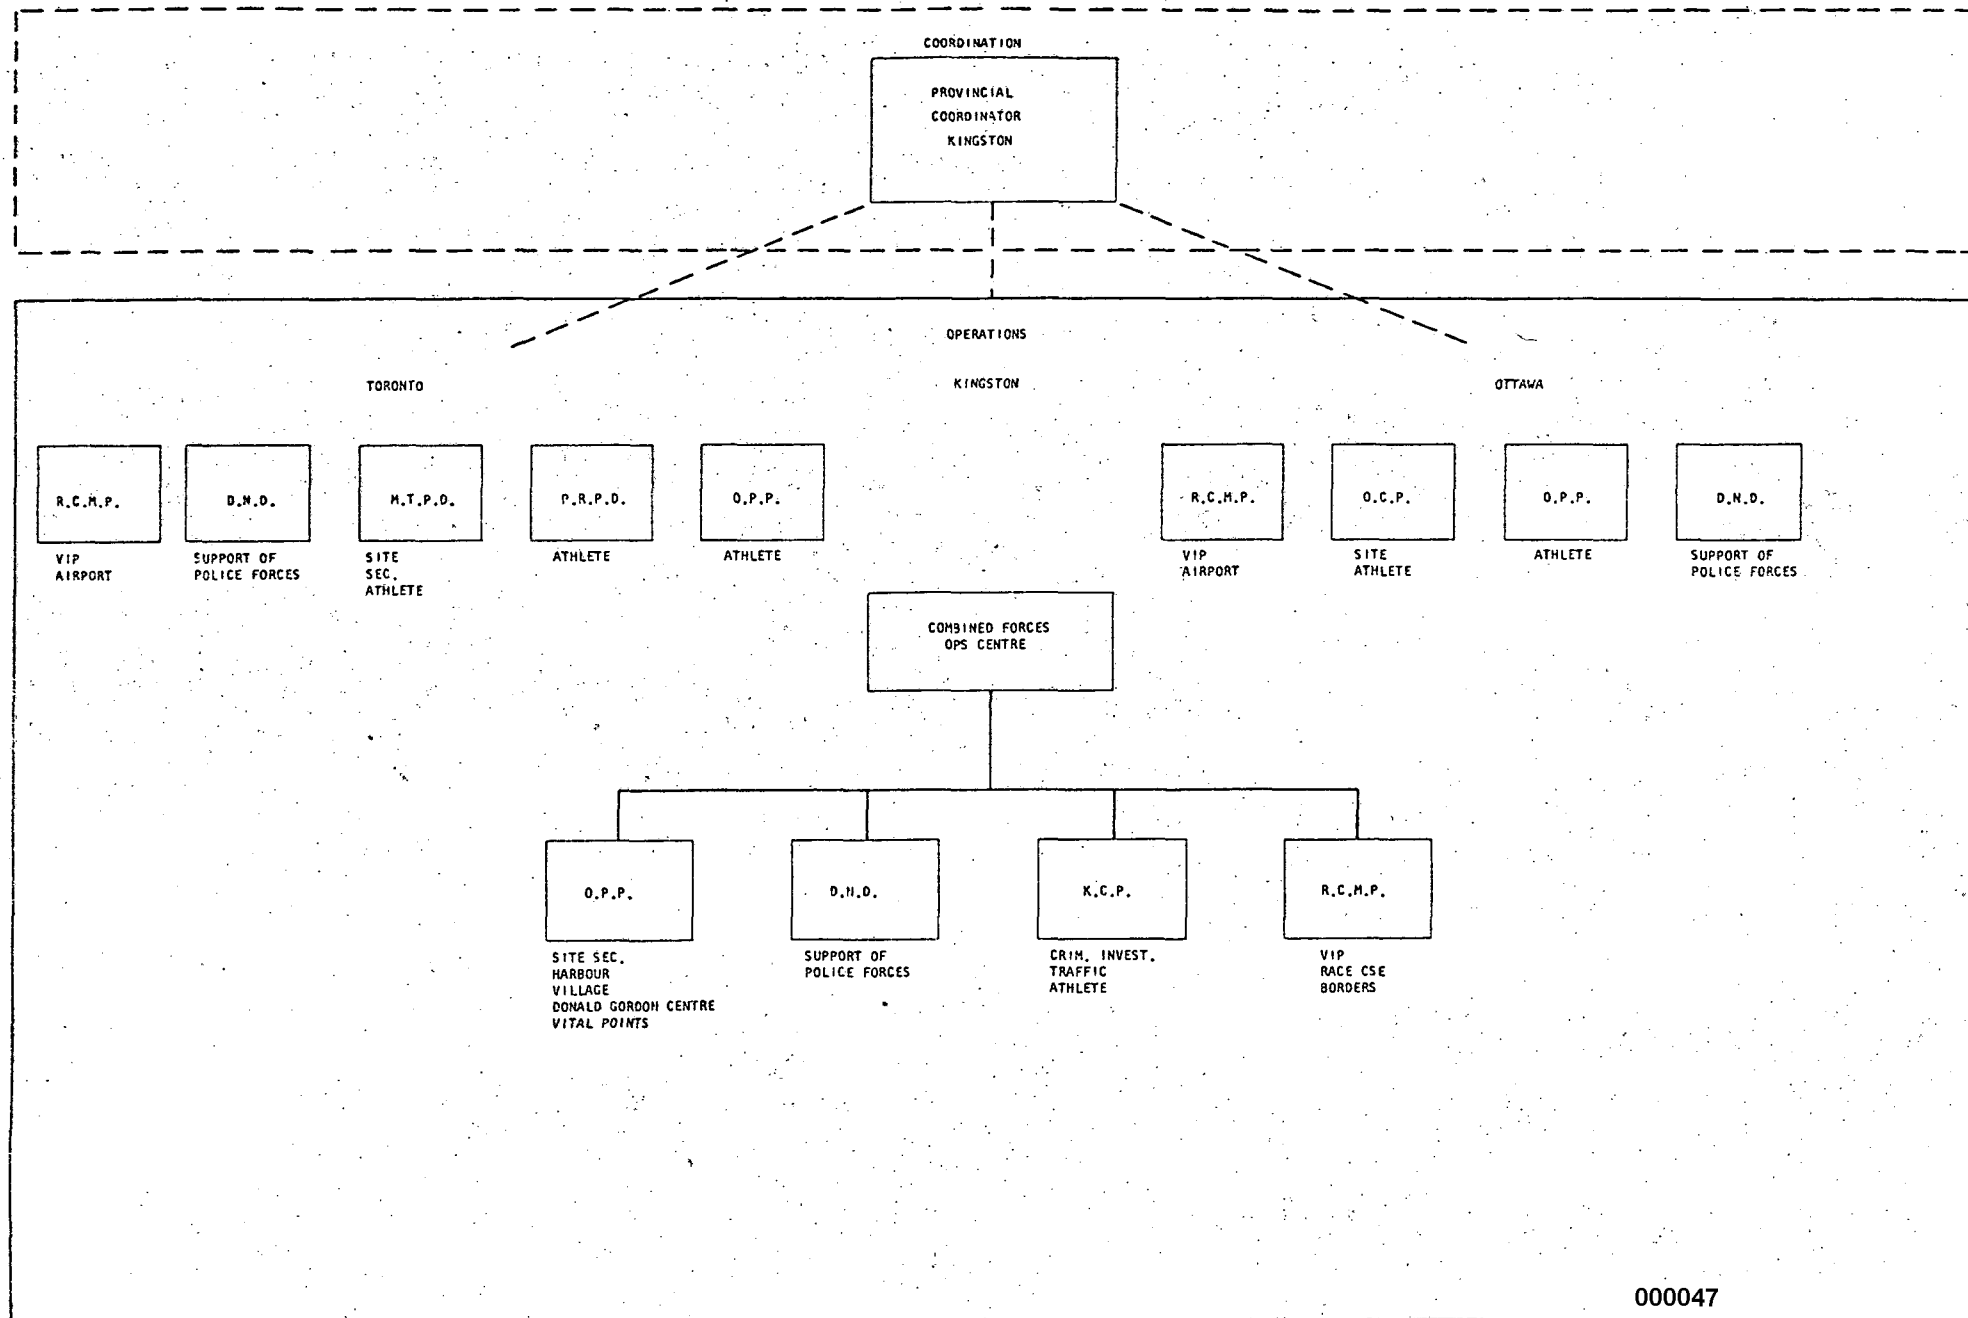 COORDINATION
PROVINCIAL
COORDINATOR
KINGSTON
OPERATIONS
TORONTO
KINGSTON
OTTAWA
R.C.M.P.
VIP
AIRPORT
D.N.D.
SUPPORT OF
POLICE FORCES
M.T.P.D.
SITE
SEC.
ATHLETE
P.R.P.D.
ATHLETE
O.P.P.
ATHLETE
R.C.M.P.
VIP
AIRPORT
O.C.P.
SITE
ATHLETE
O.P.P.
ATHLETE
D.N.D.
SUPPORT OF
POLICE FORCES
COMBINED FORCES
OPS CENTRE
O.P.P.
SITE SEC.
HARBOUR
VILLAGE
DONALD GORDON CENTRE
VITAL POINTS
D.N.D.
SUPPORT OF
POLICE FORCES
K.C.P.
CRIM. INVEST.
TRAFFIC
ATHLETE
R.C.M.P.
VIP
RACE CSE
BORDERS
000047